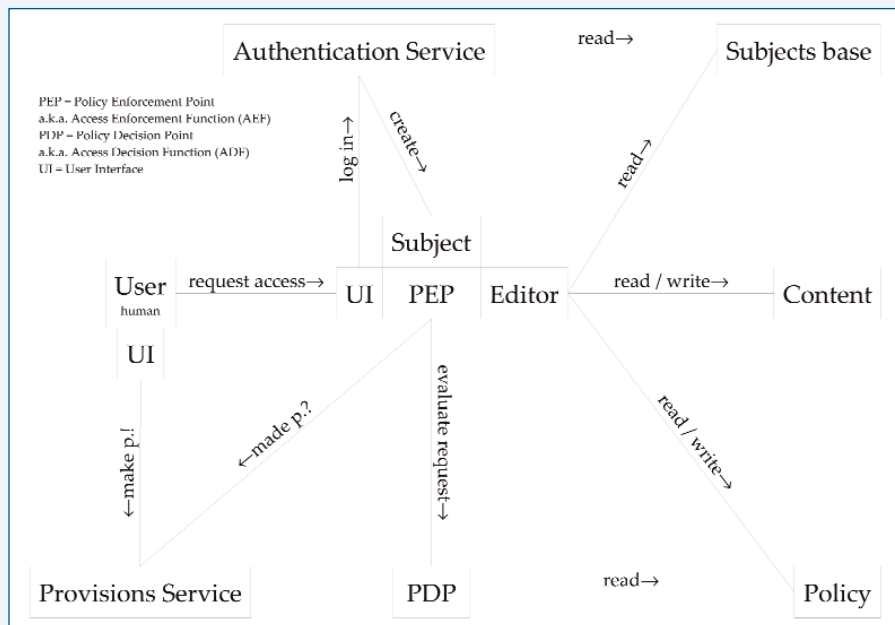 Authentication Service
read→
Subjects base
PEP = Policy Enforcement Point
a.k.a. Access Enforcement Function (AEF)
PDP = Policy Decision Point
a.k.a. Access Decision Function (ADF)
UI = User Interface
log in→
create→
read→
Subject
User
human
request access→
UI
PEP
Editor
read / write→
Content
UI
←make p.!
←made p.?
evaluate request→
read / write→
Provisions Service
PDP
read→
Policy